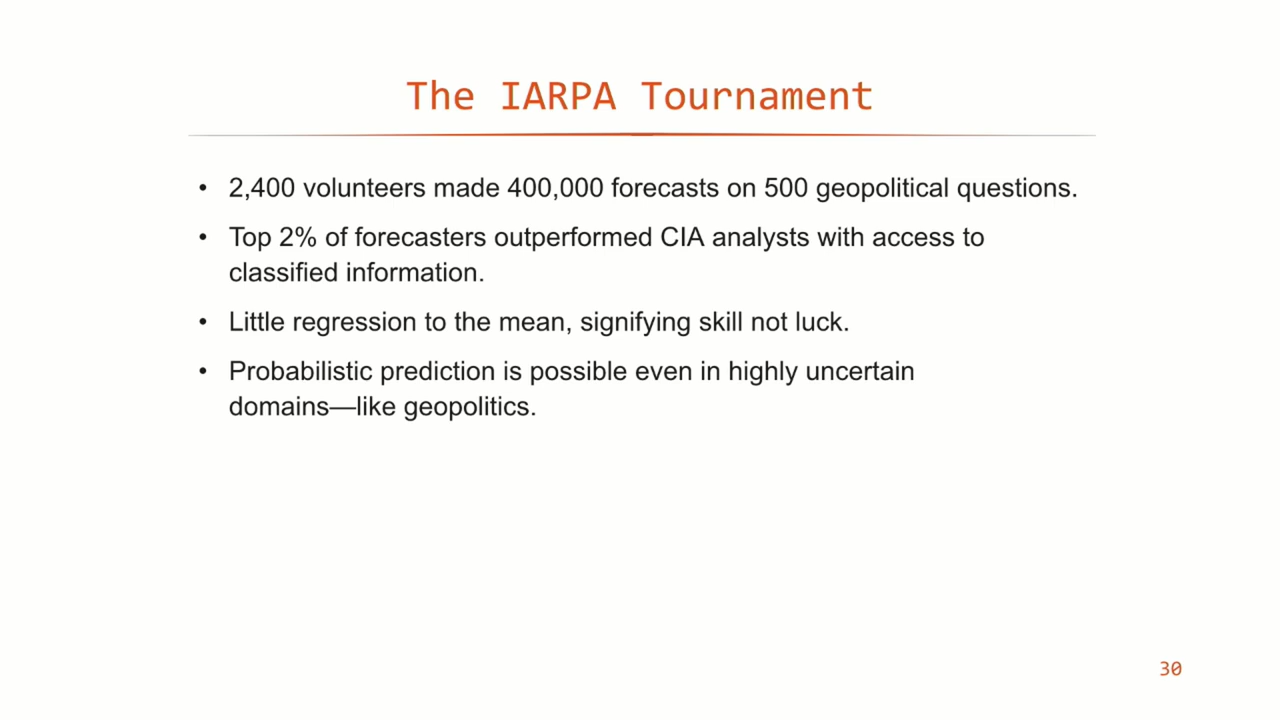 The IARPA Tournament
• 2,400 volunteers made 400,000 forecasts on 500 geopolitical questions.
• Top 2% of forecasters outperformed CIA analysts with access to
classified information.
• Little regression to the mean, signifying skill not luck.
• Probabilistic prediction is possible even in highly uncertain
domains—like geopolitics.
30